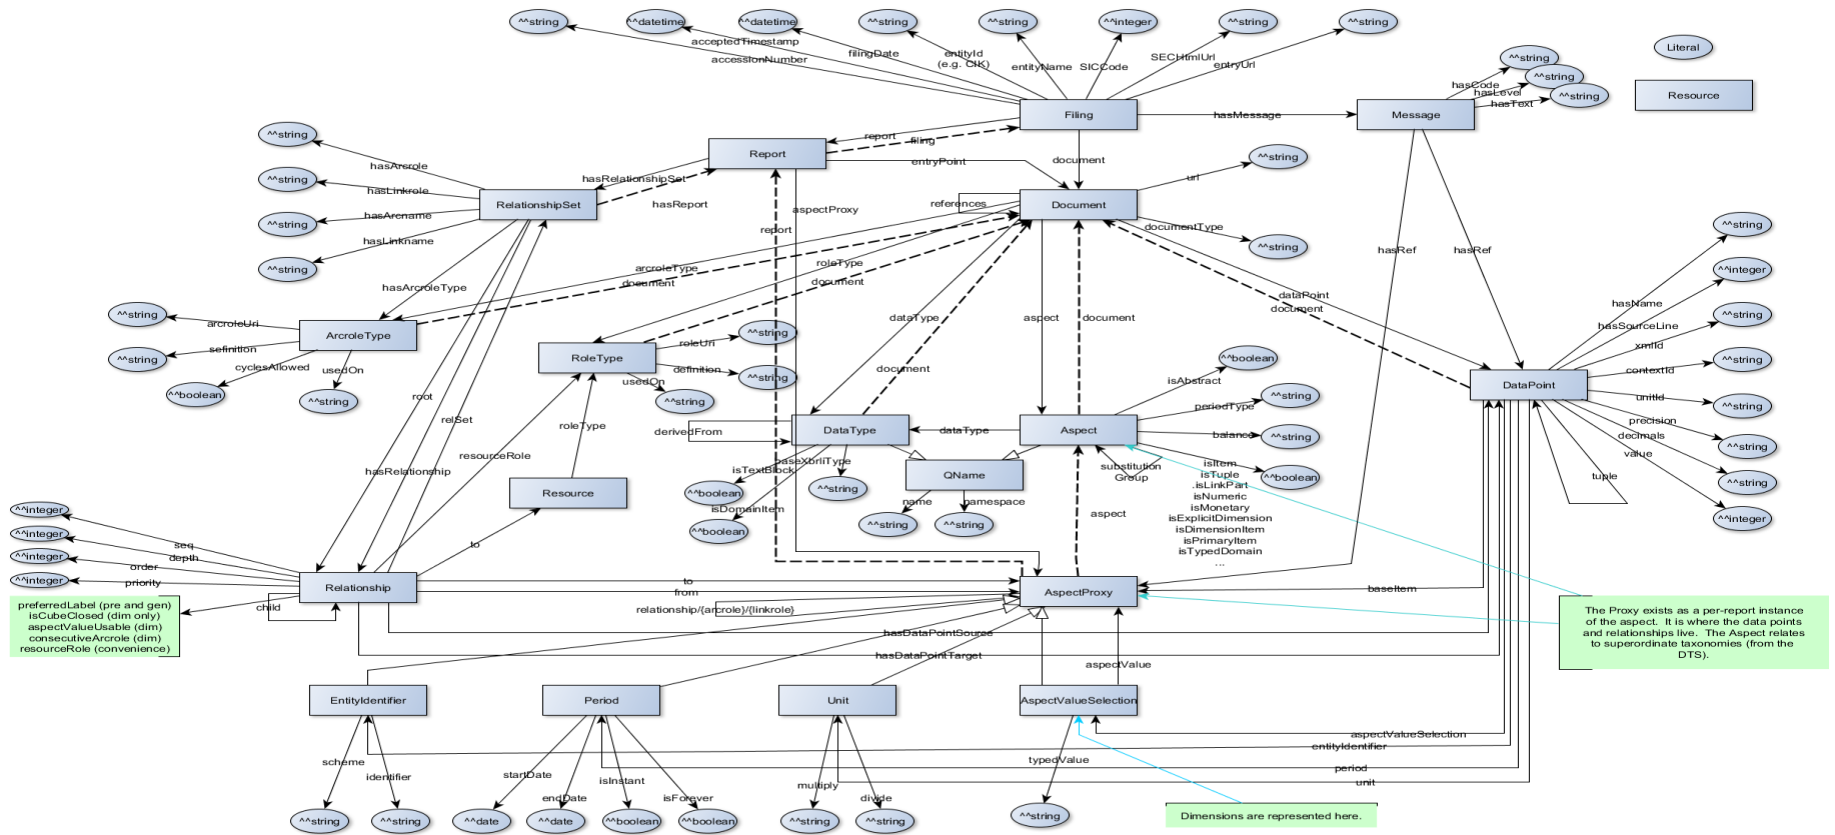 ^^string
^^datetime
^^datetime
^^string
^^string
^^integer
^^string
^^string
Literal
acceptedTimestamp
accessionNumber
filingDate
entityId
(e.g. CIK)
entityName
SICCode
SECHtmlUrl
entryUrl
^^string
^^string
^^string
hasCode
hasLevel
hasText
Resource
Filing
hasMessage
Message
^^string
^^string
^^string
^^string
hasArcrole
hasLinkrole
hasArcname
hasLinkname
Report
report
filing
entryPoint
document
hasRelationshipSet
hasReport
RelationshipSet
aspectProxy
report
references
Document
url
^^string
documentType
^^string
hasRef
hasRef
arcroleType
document
roleType
document
hasArcroleType
dataType
aspect
document
dataPoint
document
^^string
^^integer
^^string
^^string
^^string
^^string
^^string
^^integer
hasName
hasSourceLine
xmlId
contextId
unitId
precision
decimals
value
tuple
DataPoint
^^string
arcroleUri
ArcroleType
^^string
sefinition
cyclesAllowed
usedOn
^^boolean
^^string
RoleType
roleUri
^^string
definition
^^string
usedOn
^^string
document
root
relSet
hasRelationship
resourceRole
roleType
Resource
to
derivedFrom
DataType
dataType
Aspect
isAbstract
^^boolean
periodType
^^string
balance
^^string
^^boolean
baseXbrliType
isTextBlock
^^boolean
^^string
isDomainItem
^^boolean
QName
name
namespace
^^string
^^string
substitution
Group
isItem
isTuple
.isLinkPart
isNumeric
isMonetary
isExplicitDimension
isDimensionItem
isPrimaryItem
isTypedDomain
...
aspect
^^integer
^^integer
^^integer
^^integer
seq
depth
order
priority
Relationship
child
to
from
relationship/{arcrole}/{linkrole}
AspectProxy
baseItem
preferredLabel (pre and gen)
isCubeClosed (dim only)
aspectValueUsable (dim)
consecutiveArcrole (dim)
resourceRole (convenience)
The Proxy exists as a per-report instance
of the aspect.  It is where the data points
and relationships live.  The Aspect relates
to superordinate taxonomies (from the
DTS).
hasDataPointSource
hasDataPointTarget
aspectValue
EntityIdentifier
Period
Unit
AspectValueSelection
aspectValueSelection
entityIdentifier
period
unit
scheme
identifier
startDate
endDate
isInstant
isForever
multiply
divide
typedValue
^^string
^^string
^^date
^^date
^^boolean
^^boolean
^^string
^^string
^^string
Dimensions are represented here.